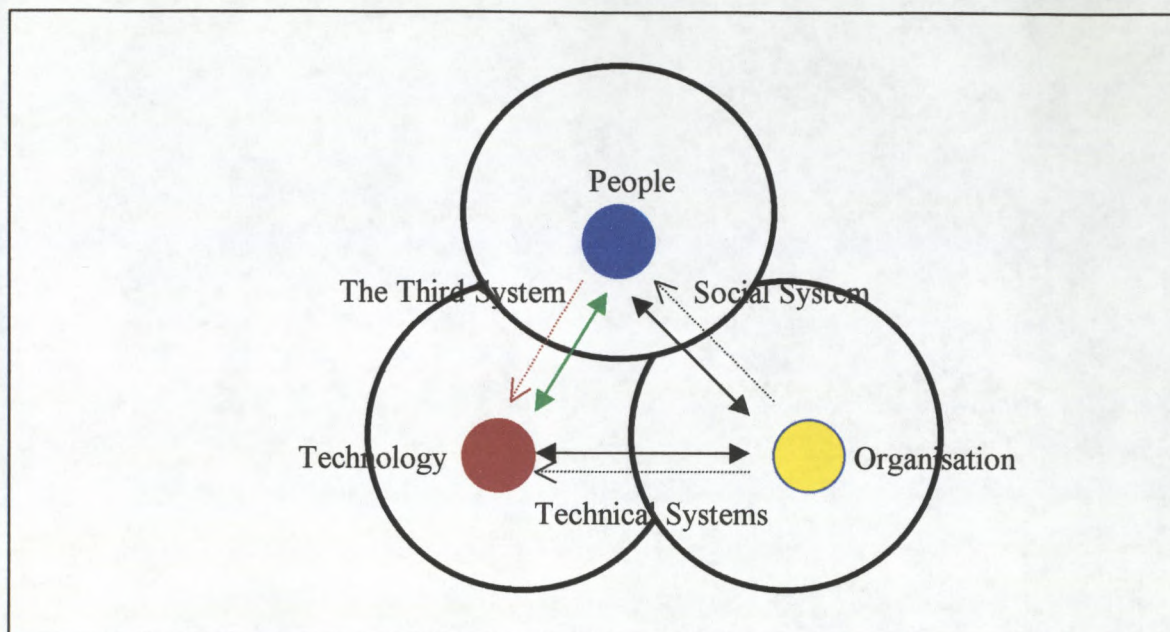 People
The Third System
Social System
Technology
Organisation
Technical Systems